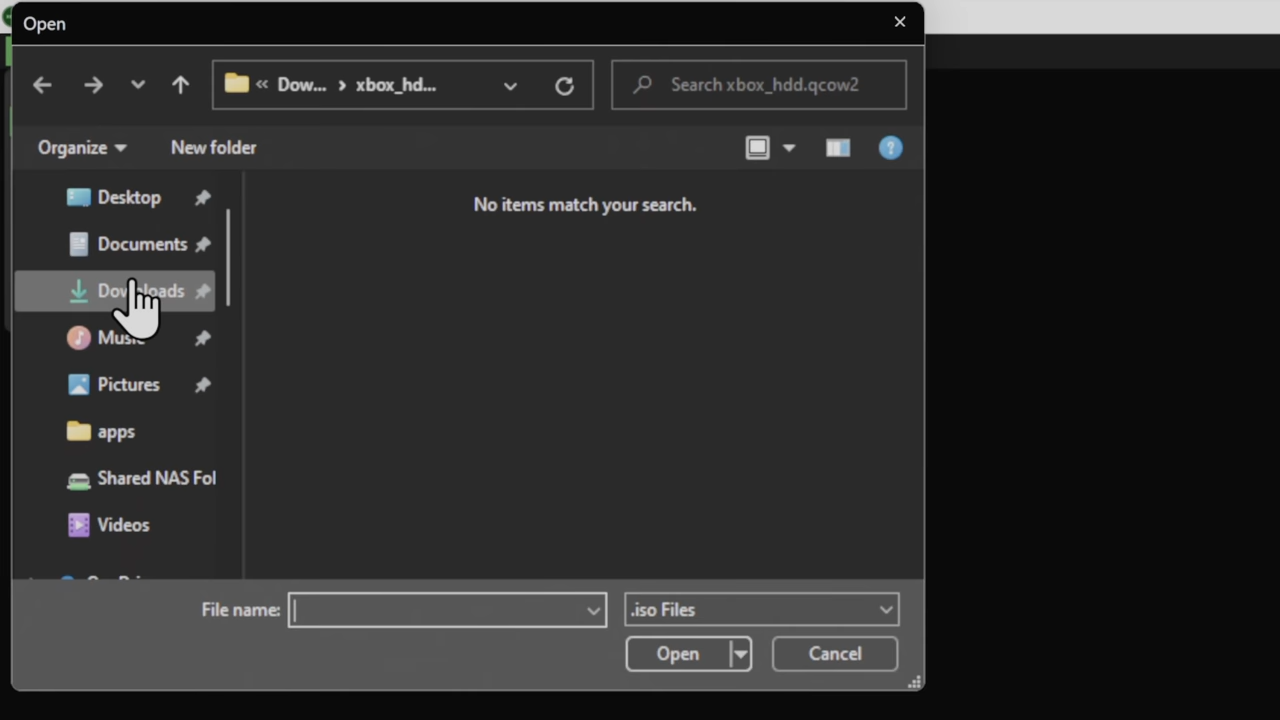 Open
« Dow... › xbox_hd...
Search xbox_hdd.qcow2
Organize
New folder
Desktop
Documents
Downloads
Music
Pictures
apps
Shared NAS Fol
Videos
No items match your search.
File name:
.iso Files
Open
Cancel